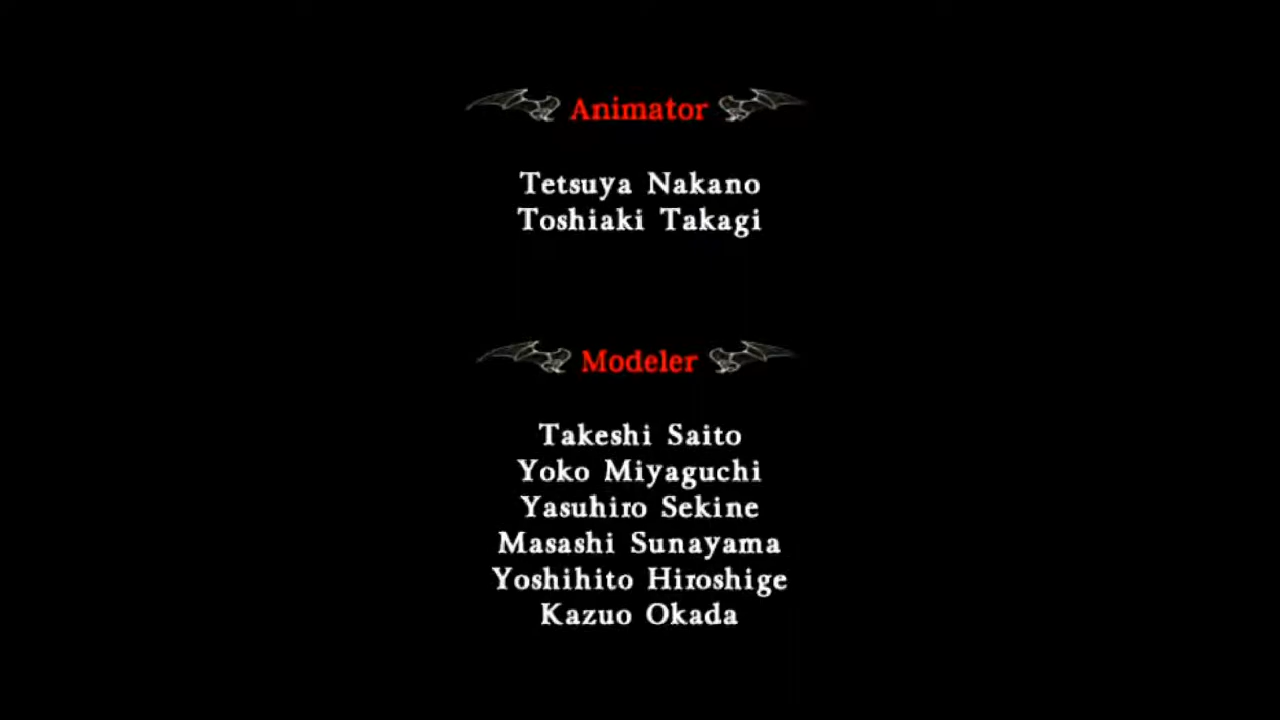 Animator
Tetsuya Nakano
Toshiaki Takagi
Modeler
Takeshi Saito
Yoko Miyaguchi
Yasuhiro Sekine
Masashi Sunayama
Yoshihito Hiroshige
Kazuo Okada